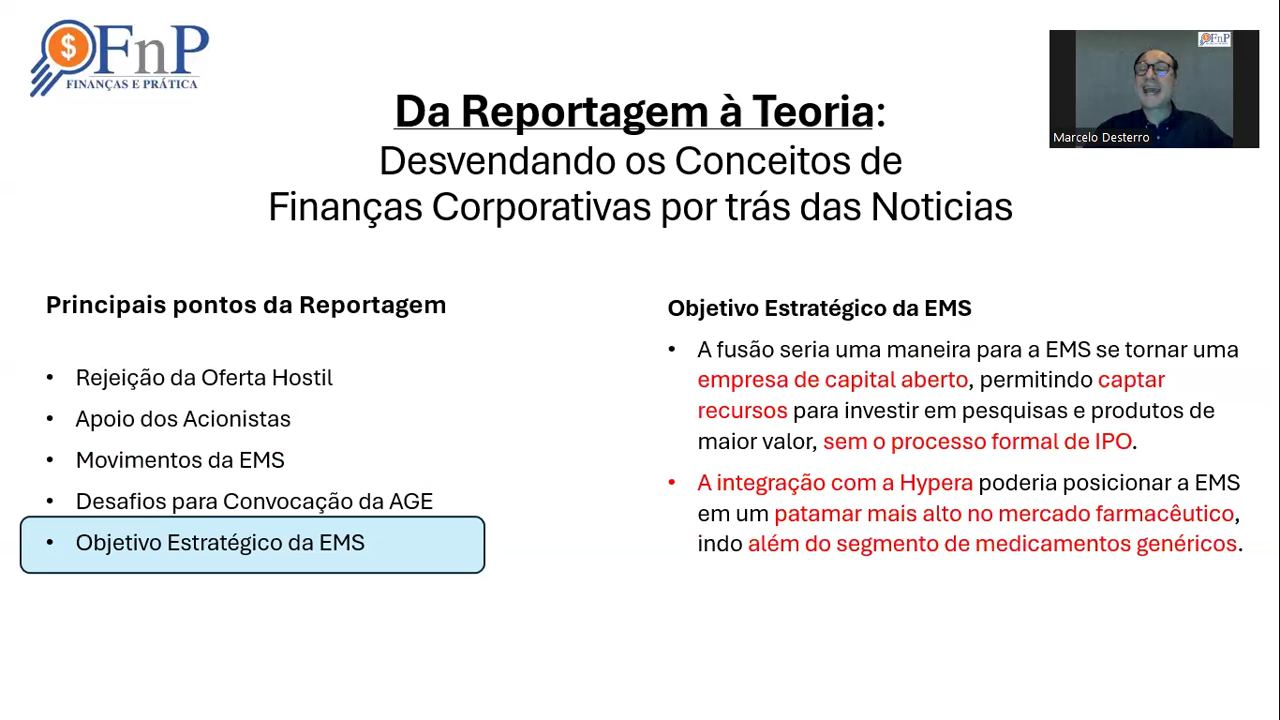 FnP
FINANÇAS E PRÁTICA
FnP
Marcelo Desterro
Da Reportagem à Teoria:
Desvendando os Conceitos de
Finanças Corporativas por trás das Noticias
Principais pontos da Reportagem
• Rejeição da Oferta Hostil
• Apoio dos Acionistas
• Movimentos da EMS
• Desafios para Convocação da AGE
• Objetivo Estratégico da EMS
Objetivo Estratégico da EMS
• A fusão seria uma maneira para a EMS se tornar uma
empresa de capital aberto, permitindo captar
recursos para investir em pesquisas e produtos de
maior valor, sem o processo formal de IPO.
• A integração com a Hypera poderia posicionar a EMS
em um patamar mais alto no mercado farmacêutico,
indo além do segmento de medicamentos genéricos.